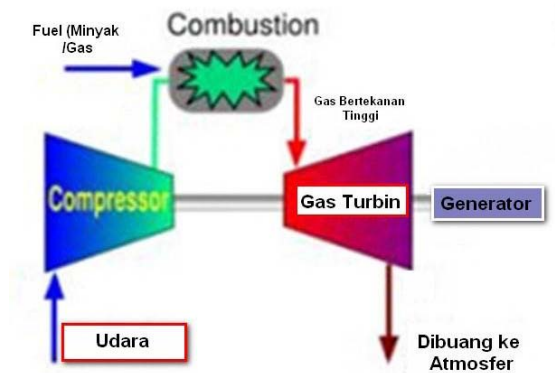 Fuel (Minyak
/Gas
Combustion
Gas Bertekanan
Tinggi
Compressor
Gas Turbin
Generator
Udara
Dibuang ke
Atmosfer